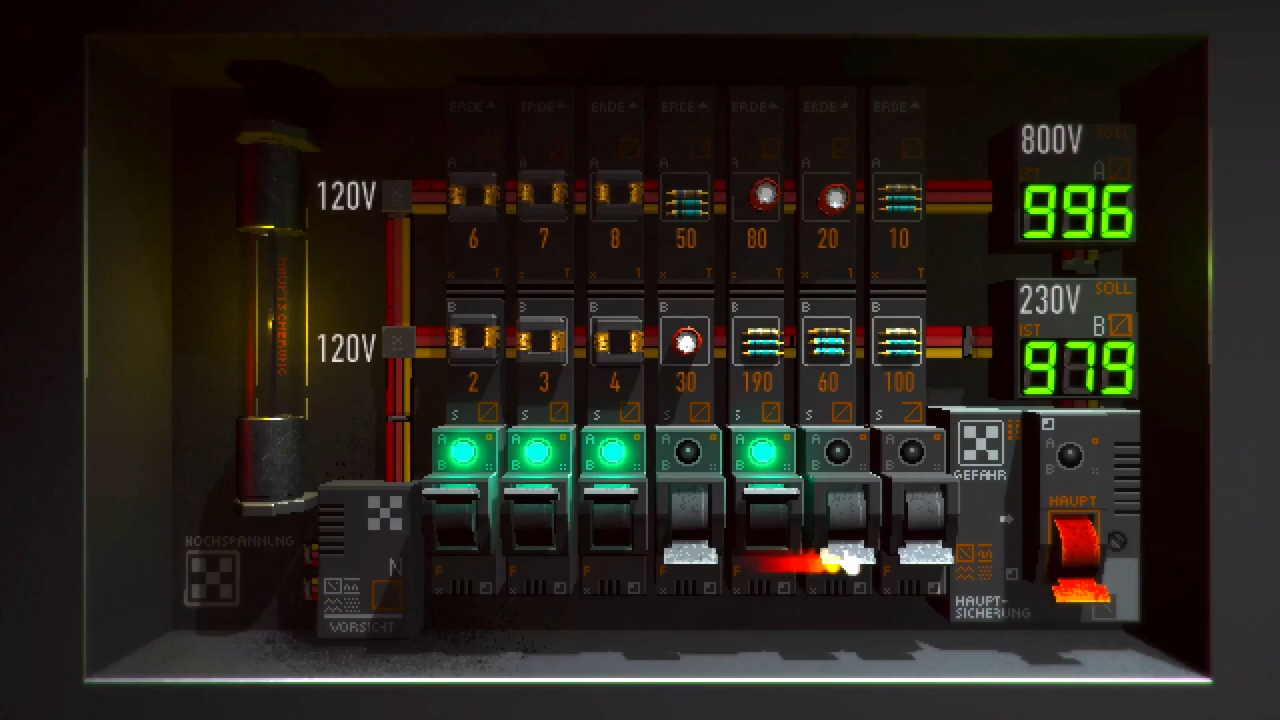 ERDE ERDE ERDE ERDE ERDE ERDE ERDE
A A A A A A A
120V
6 7 8 50 80 20 10
800V SOLL
IST A
996
B B B B B B B
120V
2 3 4 30 190 60 100
230V SOLL
IST B
979
S S S S S S S
A A A A A A A
B B B B B B B
F F F F F
HAUPTSICHERUNG
HOCHSPANNUNG
N
VORSICHT
GEFAHR
HAUPT-
SICHERUNG
A
B
HAUPT